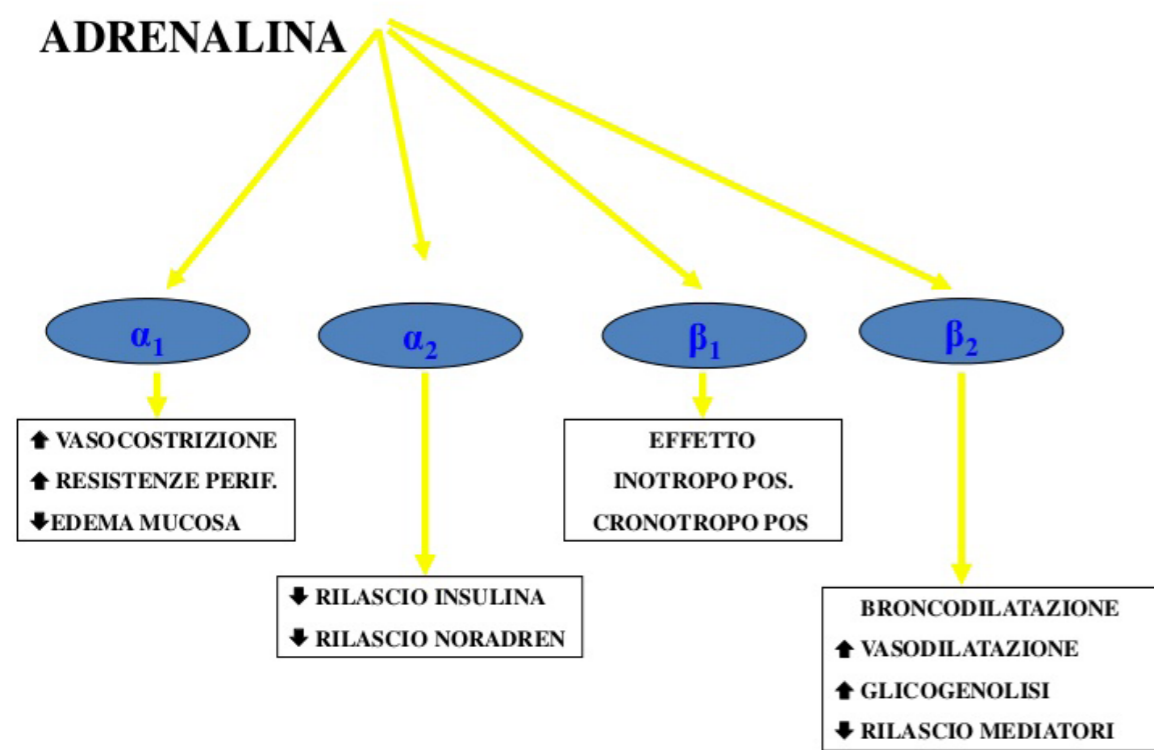 ADRENALINA
α1
α2
β1
β2
⬆ VASOCOSTRIZIONE
⬆ RESISTENZE PERIF.
⬇EDEMA MUCOSA
⬇ RILASCIO INSULINA
⬇ RILASCIO NORADREN
EFFETTO
INOTROPO POS.
CRONOTROPO POS
BRONCODILATAZIONE
⬆ VASODILATAZIONE
⬆ GLICOGENOLISI
⬇ RILASCIO MEDIATORI